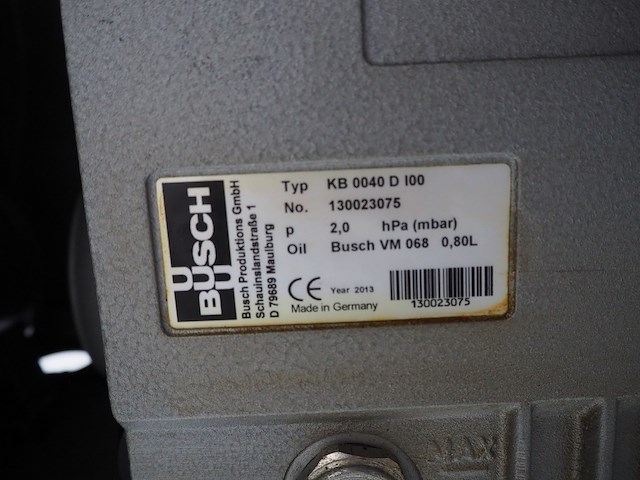 BUSCH
Busch Produktions GmbH
Schauinslandstraße 1
D 79689 Maulburg
Typ KB 0040 D I00
No. 130023075
p 2,0 hPa (mbar)
Oil Busch VM 068 0,80L
CE Year 2013
Made in Germany
130023075
MAX